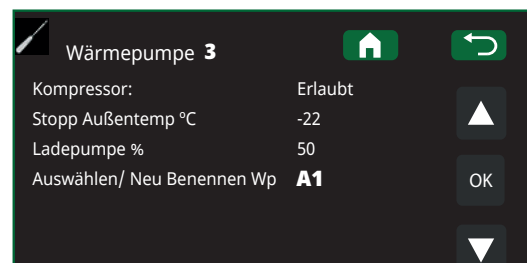 Wärmepumpe 3
Kompressor: Erlaubt
Stopp Außentemp °C -22
Ladepumpe % 50
Auswählen/ Neu Benennen Wp A1
OK